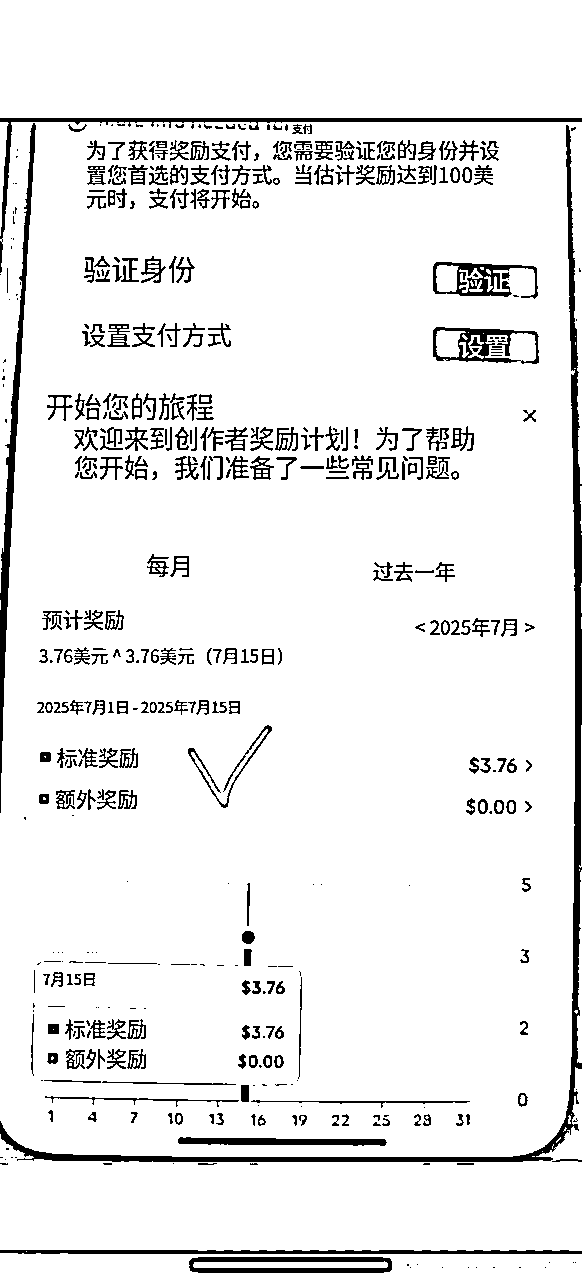 支付
为了获得奖励支付，您需要验证您的身份并设
置您首选的支付方式。当估计奖励达到100美
元时，支付将开始。
验证身份
验证
设置支付方式
设置
开始您的旅程
×
欢迎来到创作者奖励计划！为了帮助
您开始，我们准备了一些常见问题。
每月
过去一年
预计奖励
< 2025年7月 >
3.76美元 ^ 3.76美元（7月15日）
2025年7月1日 - 2025年7月15日
标准奖励
$3.76 >
额外奖励
$0.00 >
5
3
7月15日
$3.76
标准奖励
$3.76
2
额外奖励
$0.00
0
1 4 7 10 13 16 19 22 25 28 31